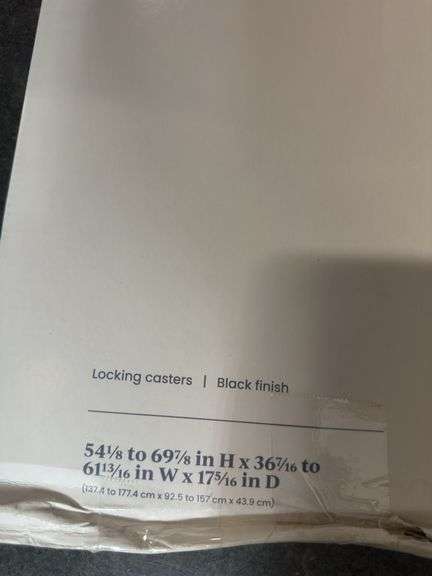 Locking casters | Black finish
54⅛ to 69⅞ in H x 36⁷⁄₁₆ to
61¹³⁄₁₆ in W x 17⁵⁄₁₆ in D
(137.4 to 177.4 cm x 92.5 to 157 cm x 43.9 cm)